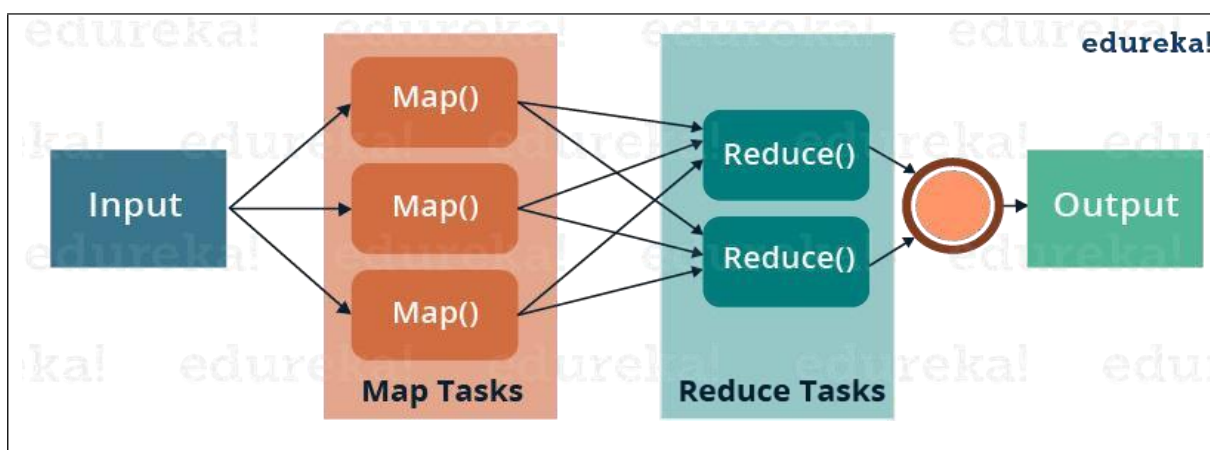 edureka!
Input
Map()
Map()
Map()
Map Tasks
Reduce()
Reduce()
Reduce Tasks
Output